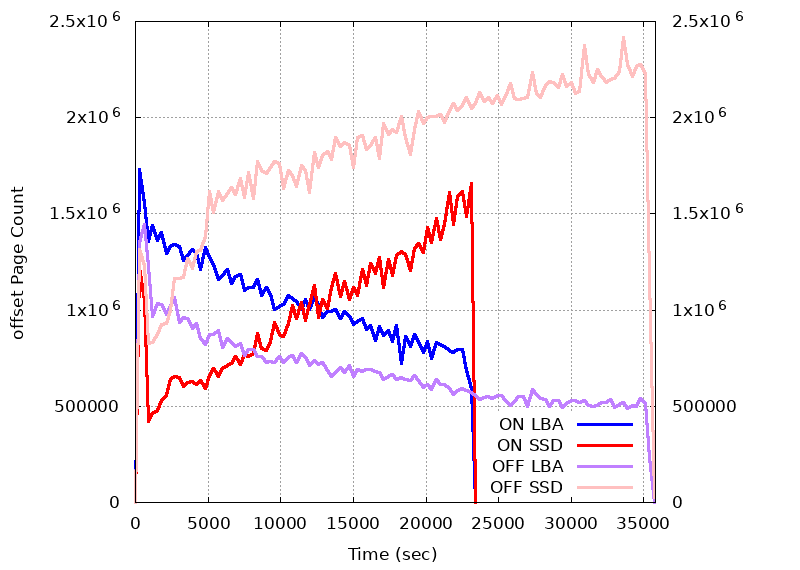 2.5x10 6
2x10 6
1.5x10 6
1x10 6
500000
0
2.5x10 6
2x10 6
1.5x10 6
1x10 6
500000
0
offset Page Count
ON LBA
ON SSD
OFF LBA
OFF SSD
0 5000 10000 15000 20000 25000 30000 35000
Time (sec)